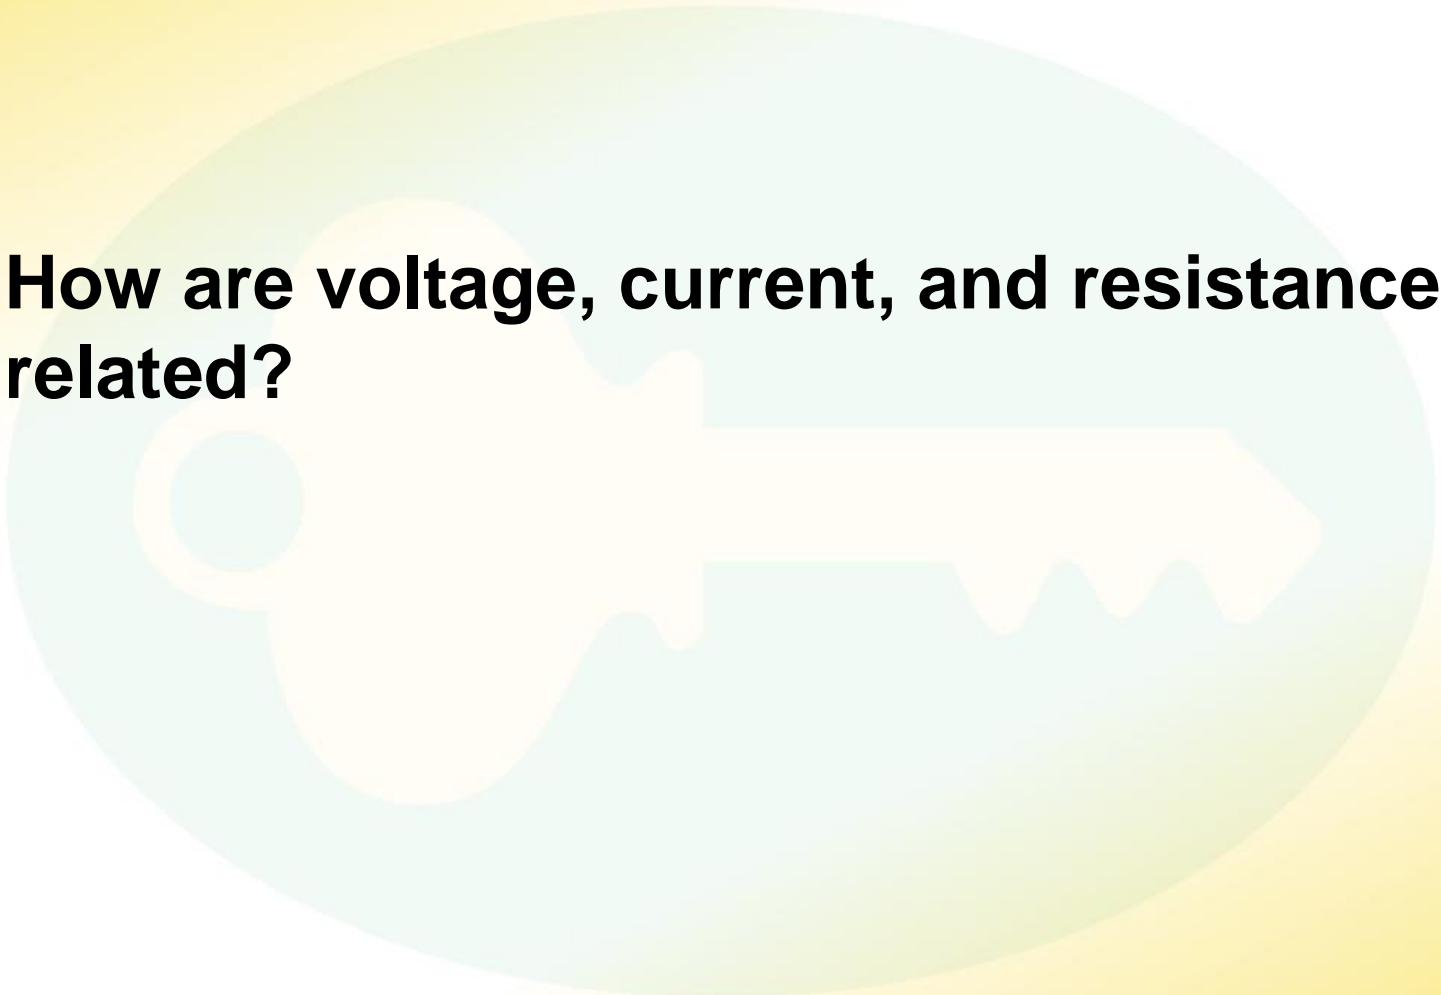 How are voltage, current, and resistance
related?